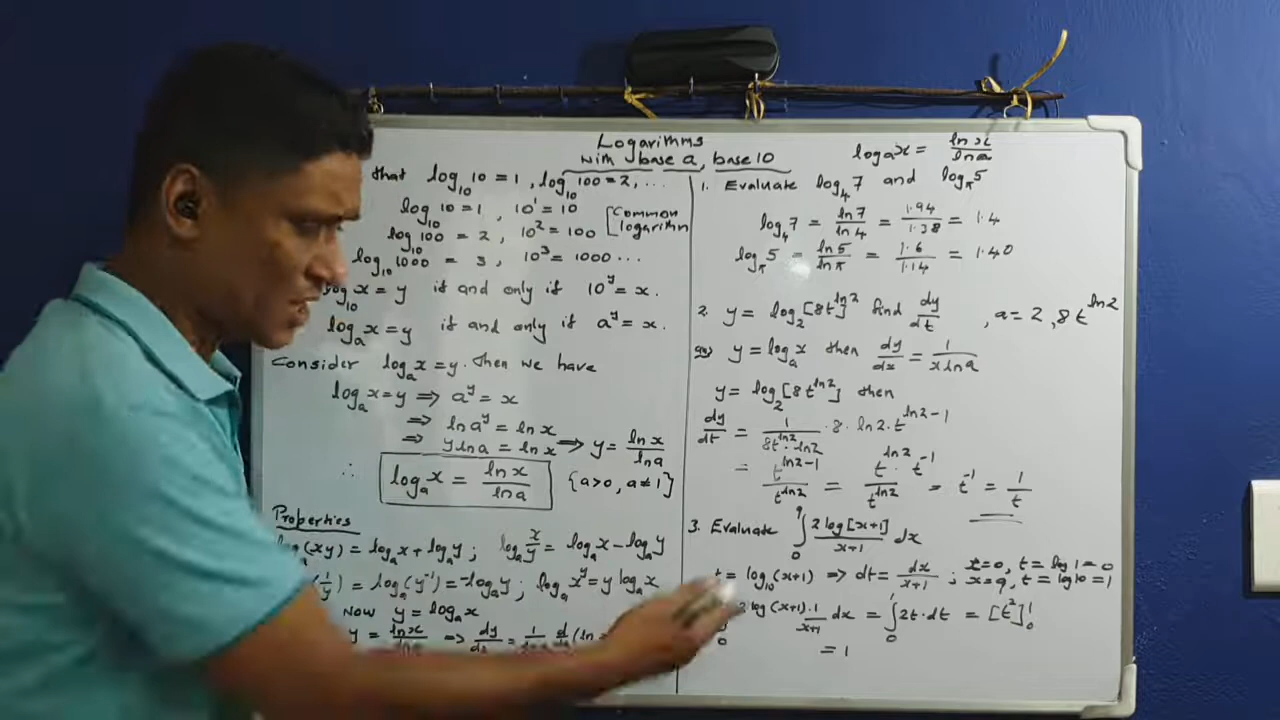 Logarithms
with base a, base 10
log_a x = ln x / ln a
that log_10 10 = 1, log_10 100 = 2, ...
log_10 10 = 1, 10^1 = 10
log_10 100 = 2, 10^2 = 100 [Common logarithm
log_10 1000 = 3, 10^3 = 1000 ...
log_10 x = y if and only if 10^y = x.
log_a x = y if and only if a^y = x.
Consider log_a x = y. Then we have
log_a x = y ⟹ a^y = x
⟹ ln a^y = ln x
⟹ y ln a = ln x ⟹ y = ln x / ln a
∴ log_a x = ln x / ln a {a>0, a≠1}
Properties
log_a(xy) = log_a x + log_a y ; log_a x/y = log_a x − log_a y
(1/y) = log_a(y^-1) = -log_a y ; log_a x^y = y log_a x
Now y = log_a x
y = ln x / ln a ⟹ dy/dx = 1/ln a d/dx (ln
1. Evaluate log_4 7 and log_π 5
log_4 7 = ln 7 / ln 4 = 1.94 / 1.38 = 1.4
log_π 5 = ln 5 / ln π = 1.6 / 1.14 = 1.40
2. y = log_2 [8t]^ln2 find dy/dt , a = 2, 8t^ln2
y = log_a x then dy/dx = 1 / (x ln a)
y = log_2 [8t^ln2] then
dy/dt = 1 / (8t^ln2 · ln2) · 8 · ln2 · t^(ln2-1)
= t^(ln2-1) / t^ln2 = t^ln2 · t^-1 / t^ln2 = t^-1 = 1/t
3. Evaluate ∫_0^9 2 log[x+1] / (x+1) dx
t = log_10 (x+1) ⟹ dt = dx / (x+1) ; x=0, t = log 1 = 0
x=9, t = log 10 = 1
2 log (x+1) · 1/(x+1) dx = ∫_0^1 2t · dt = [t^2]_0^1
= 1